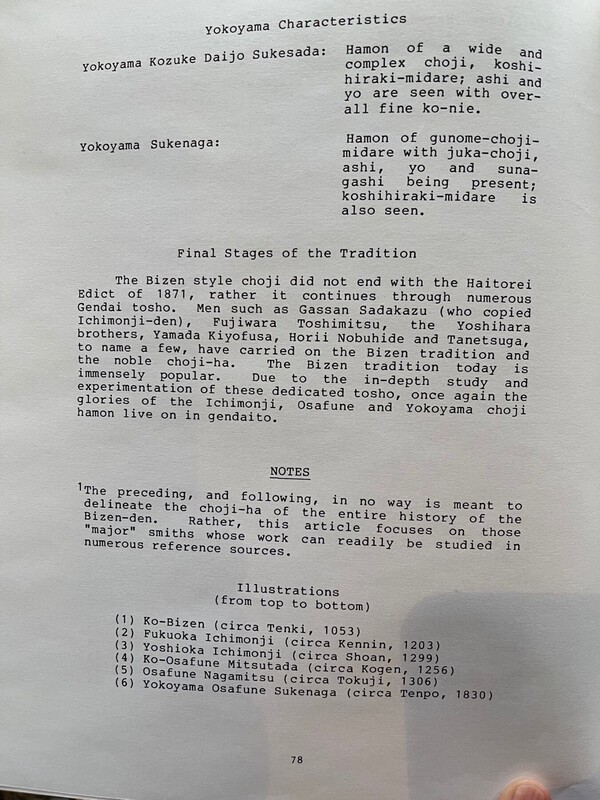 Yokoyama Characteristics
Yokoyama Kozuke Daijo Sukesada: Hamon of a wide and
complex choji, koshi-
hiraki-midare; ashi and
yo are seen with over-
all fine ko-nie.
Yokoyama Sukenaga: Hamon of gunome-choji-
midare with juka-choji,
ashi, yo and suna-
gashi being present;
koshihiraki-midare is
also seen.
Final Stages of the Tradition
The Bizen style choji did not end with the Haitorei
Edict of 1871, rather it continues through numerous
Gendai tosho. Men such as Gassan Sadakazu (who copied
Ichimonji-den), Fujiwara Toshimitsu, the Yoshihara
brothers, Yamada Kiyofusa, Horii Nobuhide and Tanetsuga,
to name a few, have carried on the Bizen tradition and
the noble choji-ha. The Bizen tradition today is
immensely popular. Due to the in-depth study and
experimentation of these dedicated tosho, once again the
glories of the Ichimonji, Osafune and Yokoyama choji
hamon live on in gendaito.
NOTES
1The preceding, and following, in no way is meant to
delineate the choji-ha of the entire history of the
Bizen-den. Rather, this article focuses on those
"major" smiths whose work can readily be studied in
numerous reference sources.
Illustrations
(from top to bottom)
(1) Ko-Bizen (circa Tenki, 1053)
(2) Fukuoka Ichimonji (circa Kennin, 1203)
(3) Yoshioka Ichimonji (circa Shoan, 1299)
(4) Ko-Osafune Mitsutada (circa Kogen, 1256)
(5) Osafune Nagamitsu (circa Tokuji, 1306)
(6) Yokoyama Osafune Sukenaga (circa Tenpo, 1830)
78